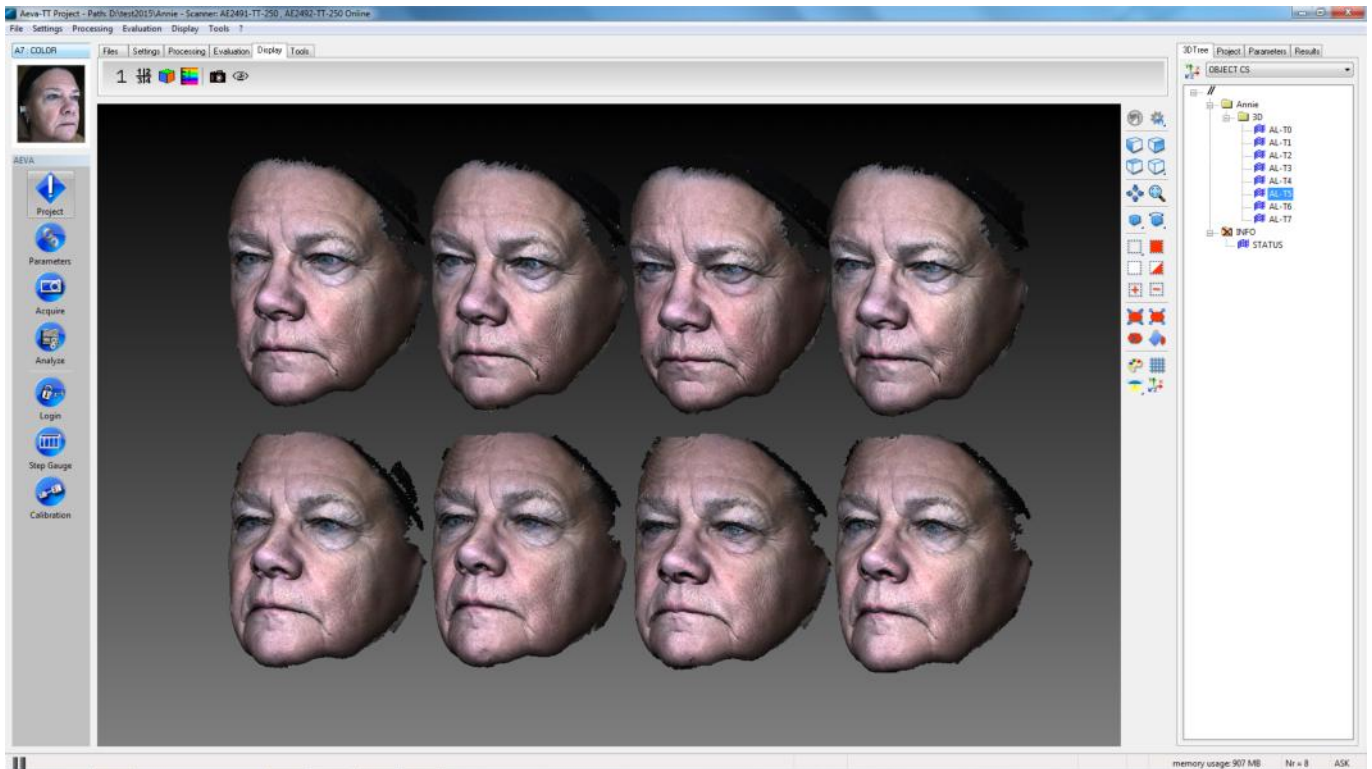 Aeva-TT Project - Path: D:\test2015\Annie - Scanner: AE2491-TT-250 , AE2492-TT-250 Online
File Settings Processing Evaluation Display Tools ?
A7 : COLOR
Files Settings Processing Evaluation Display Tools
3D Tree Project Parameters Results
OBJECT CS
//
Annie
3D
AL-T0
AL-T1
AL-T2
AL-T3
AL-T4
AL-T5
AL-T6
AL-T7
INFO
STATUS
AEVA
Project
Parameters
Acquire
Analyze
Login
Step Gauge
Calibration
memory usage: 907 MB Nr = 8 ASK